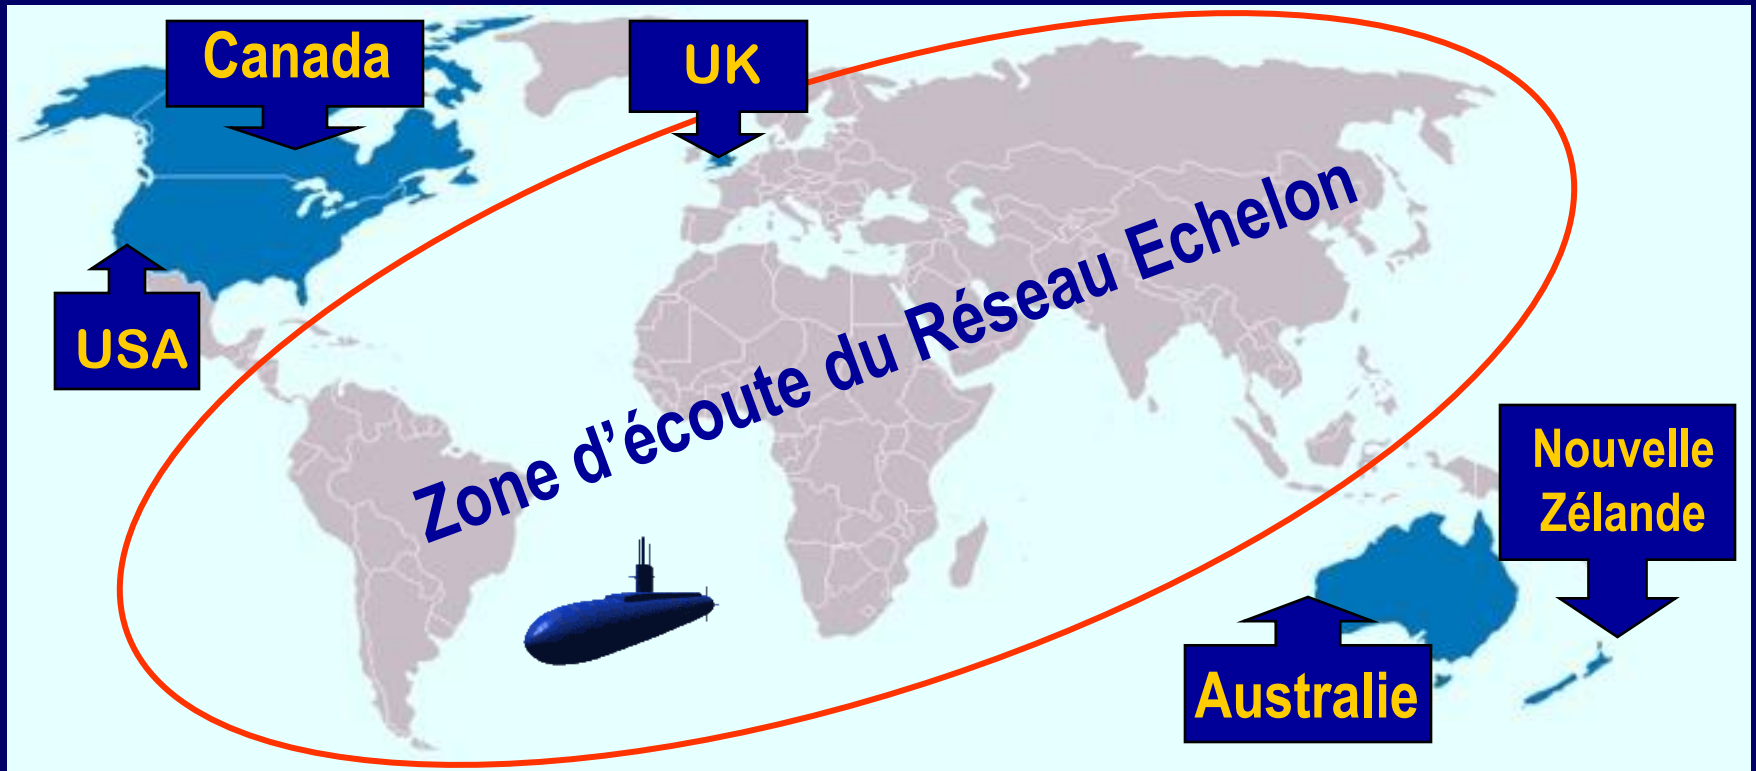 Canada
UK
USA
Zone d’écoute du Réseau Echelon
Nouvelle
Zélande
Australie